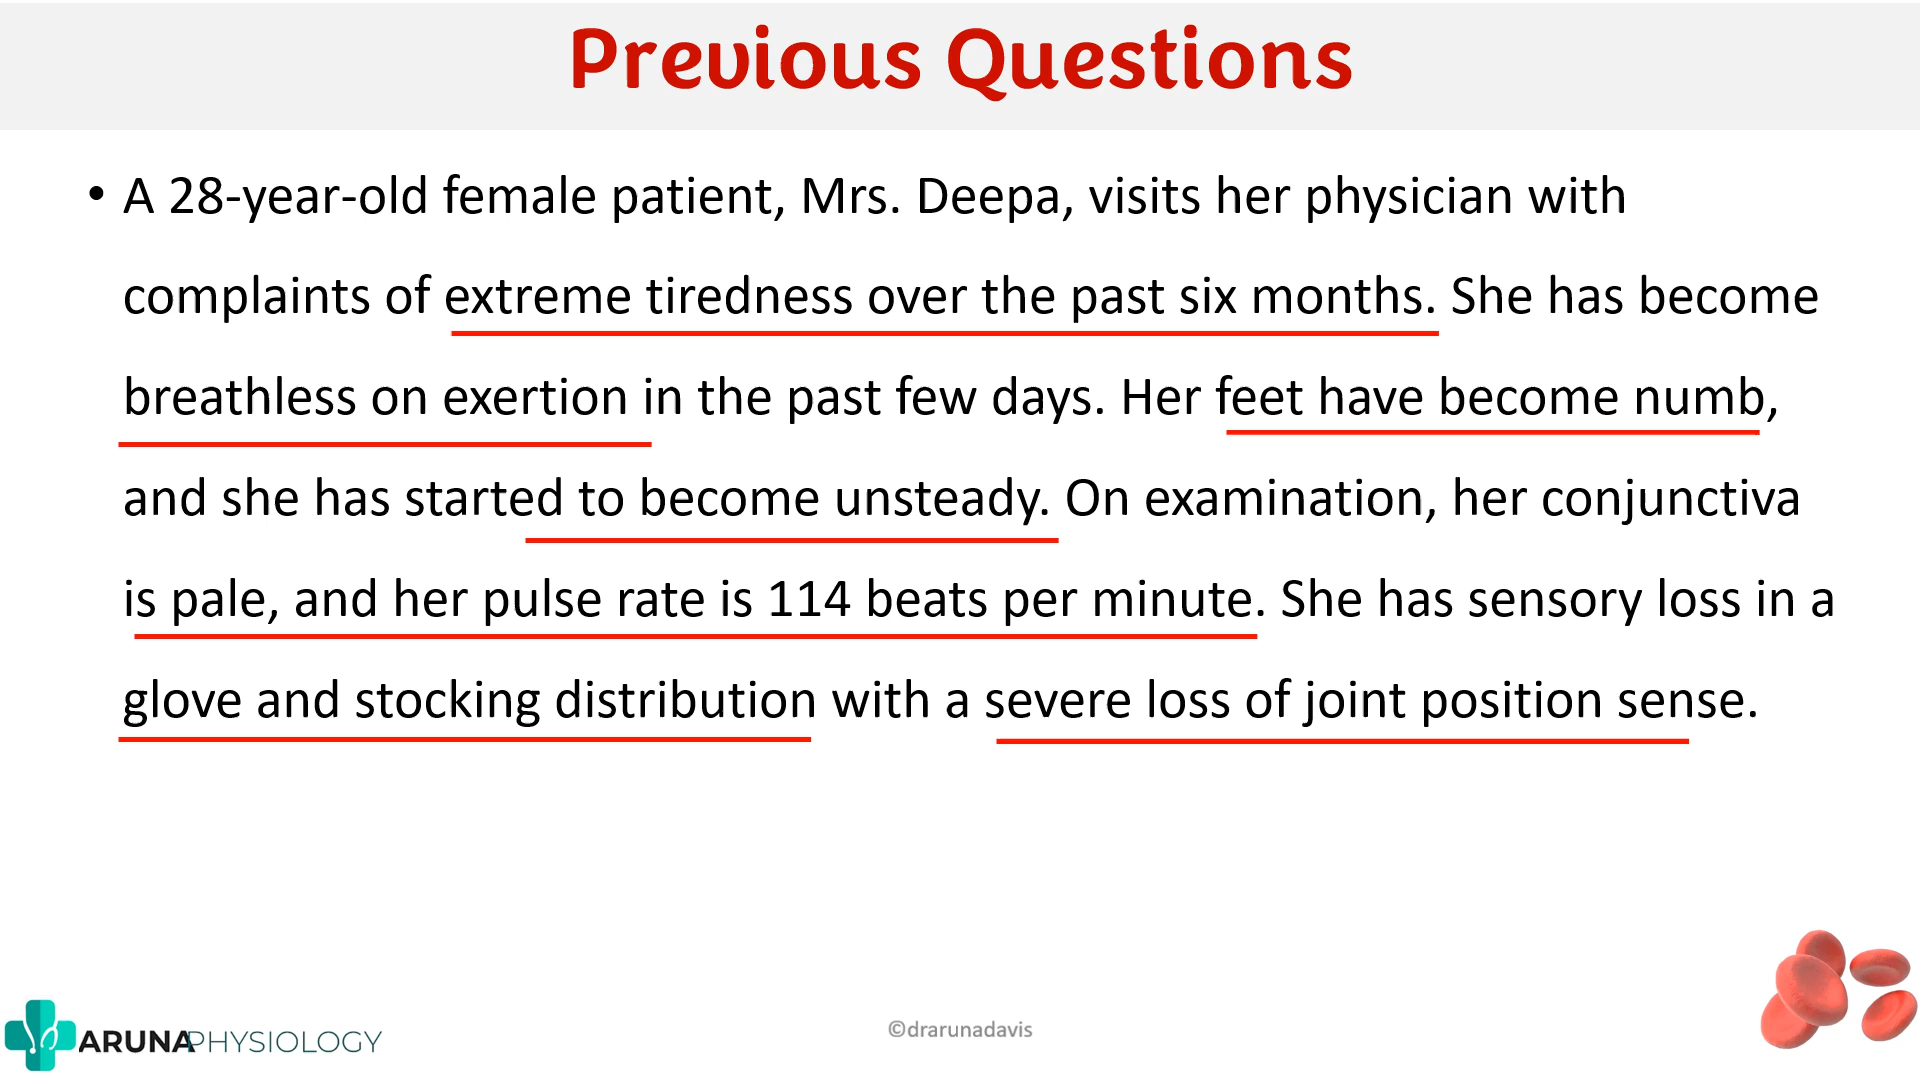 Previous Questions
• A 28-year-old female patient, Mrs. Deepa, visits her physician with
complaints of extreme tiredness over the past six months. She has become
breathless on exertion in the past few days. Her feet have become numb,
and she has started to become unsteady. On examination, her conjunctiva
is pale, and her pulse rate is 114 beats per minute. She has sensory loss in a
glove and stocking distribution with a severe loss of joint position sense.
ARUNAPHYSIOLOGY
©drarunadavis